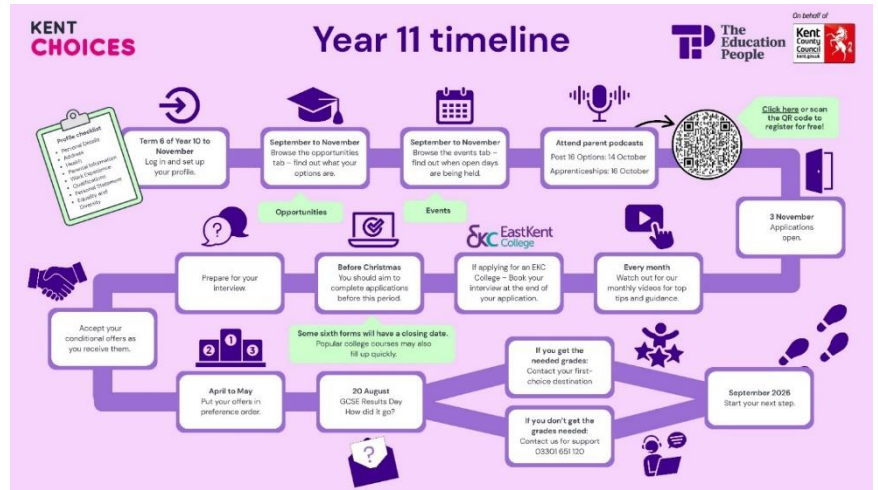 KENT
CHOICES
Year 11 timeline
The
Education
People
On behalf of
Kent
County
Council
kent.gov.uk
Profile checklist
• Personal Details
• Address
• Health
• Parental Information
• Work Experience
• Qualifications
• Personal Statement
• Equality and
Diversity
Term 6 of Year 10 to
November
Log in and set up
your profile.
September to November
Browse the opportunities
tab – find out what your
options are.
Opportunities
September to November
Browse the events tab –
find out when open days
are being held.
Events
Attend parent podcasts
Post 16 Options: 14 October
Apprenticeships: 16 October
Click here or scan
the QR code to
register for free!
3 November
Applications
open.
Every month
Watch out for our
monthly videos for top
tips and guidance.
EKC EastKent
College
If applying for an EKC
College – Book your
interview at the end of
your application.
Before Christmas
You should aim to
complete applications
before this period.
Some sixth forms will have a closing date.
Popular college courses may also
fill up quickly.
?
Prepare for your
interview.
Accept your
conditional offers as
you receive them.
2 1 3
April to May
Put your offers in
preference order.
20 August
GCSE Results Day
How did it go?
?
If you get the
needed grades:
Contact your first-
choice destination
If you don't get the
grades needed:
Contact us for support
03301 651 120
September 2026
Start your next step.